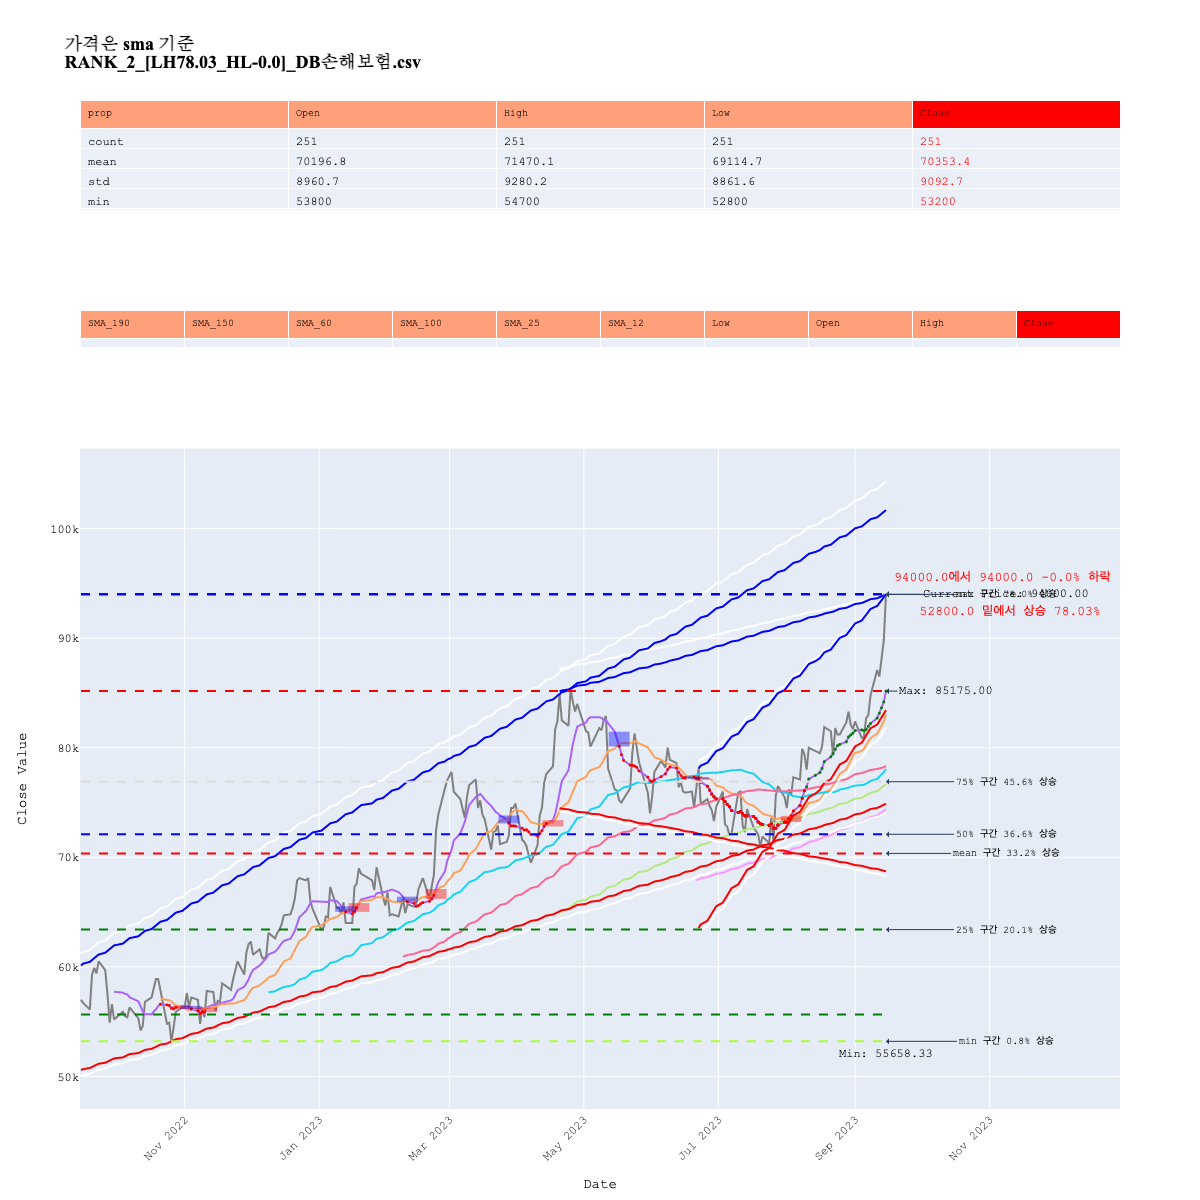 가격은 sma 기준
RANK_2_[LH78.03_HL-0.0]_DB손해보험.csv
prop Open High Low Close
count 251 251 251 251
mean 70196.8 71470.1 69114.7 70353.4
std 8960.7 9280.2 8861.6 9092.7
min 53800 54700 52800 53200
SMA_190 SMA_150 SMA_60 SMA_100 SMA_25 SMA_12 Low Open High Close
100k
90k
80k
70k
60k
50k
Close Value
94000.0에서 94000.0 -0.0% 하락
52800.0 밑에서 상승 78.03%
Max: 85175.00
75% 구간 45.6% 상승
50% 구간 36.6% 상승
mean 구간 33.2% 상승
25% 구간 20.1% 상승
min 구간 0.8% 상승
Min: 55658.33
Nov 2022
Jan 2023
Mar 2023
May 2023
Jul 2023
Sep 2023
Nov 2023
Date